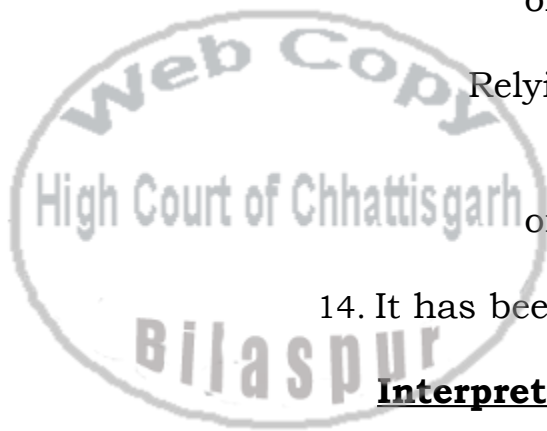 Web Copy
Relyi
High Court of Chhattisgarh
14. It has bee
Bilaspur
Interpret